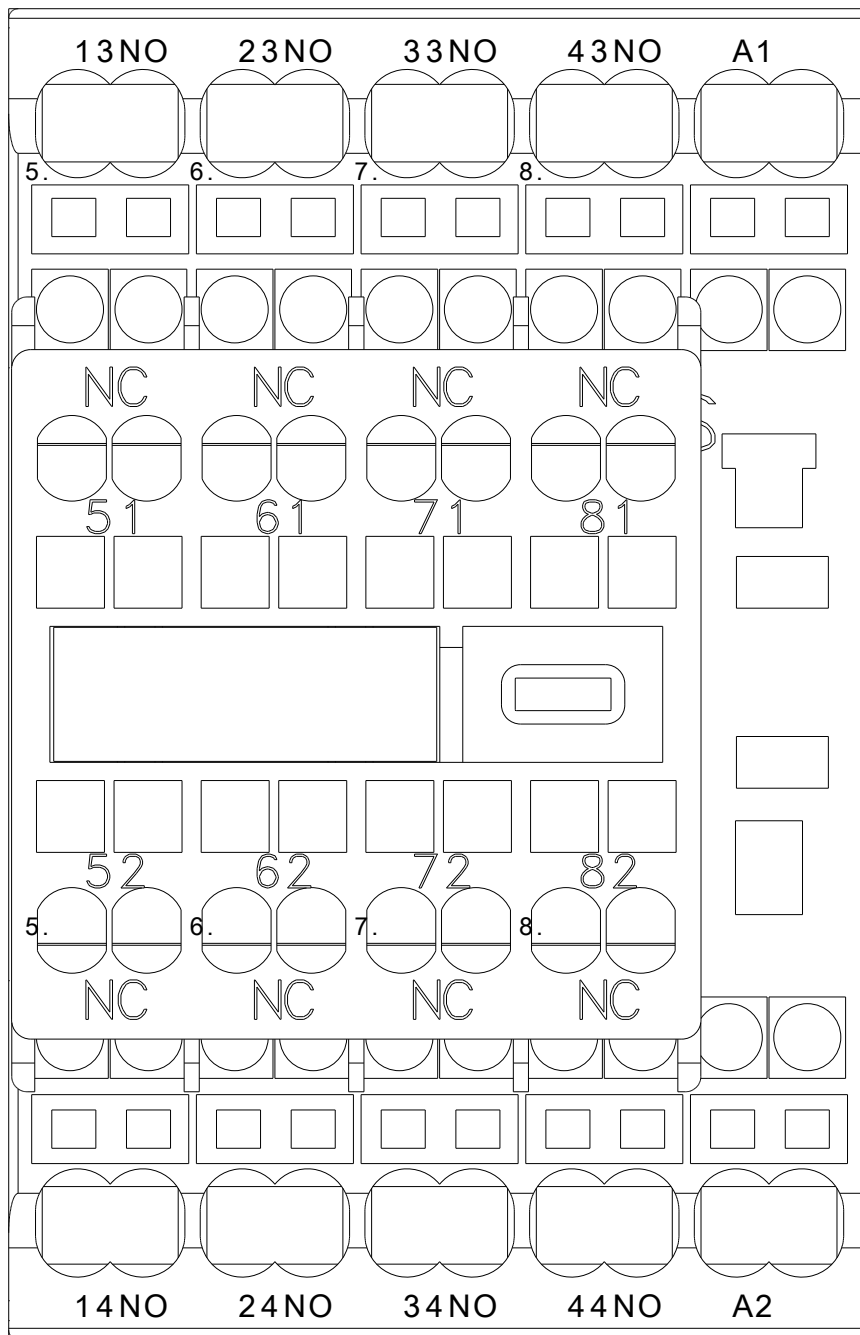 13NO 23NO 33NO 43NO A1
5. 6. 7. 8.
NC NC NC NC
51 61 71 81
52 62 72 82
5. 6. 7. 8.
NC NC NC NC
14NO 24NO 34NO 44NO A2